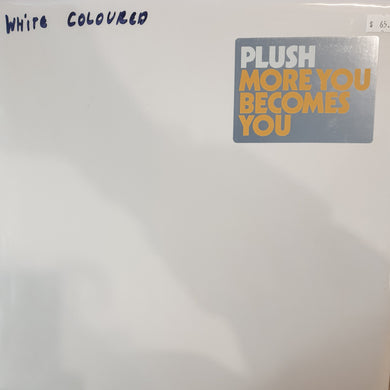 White COLOURED
$ 65.
PLUSH
MORE YOU
BECOMES
YOU